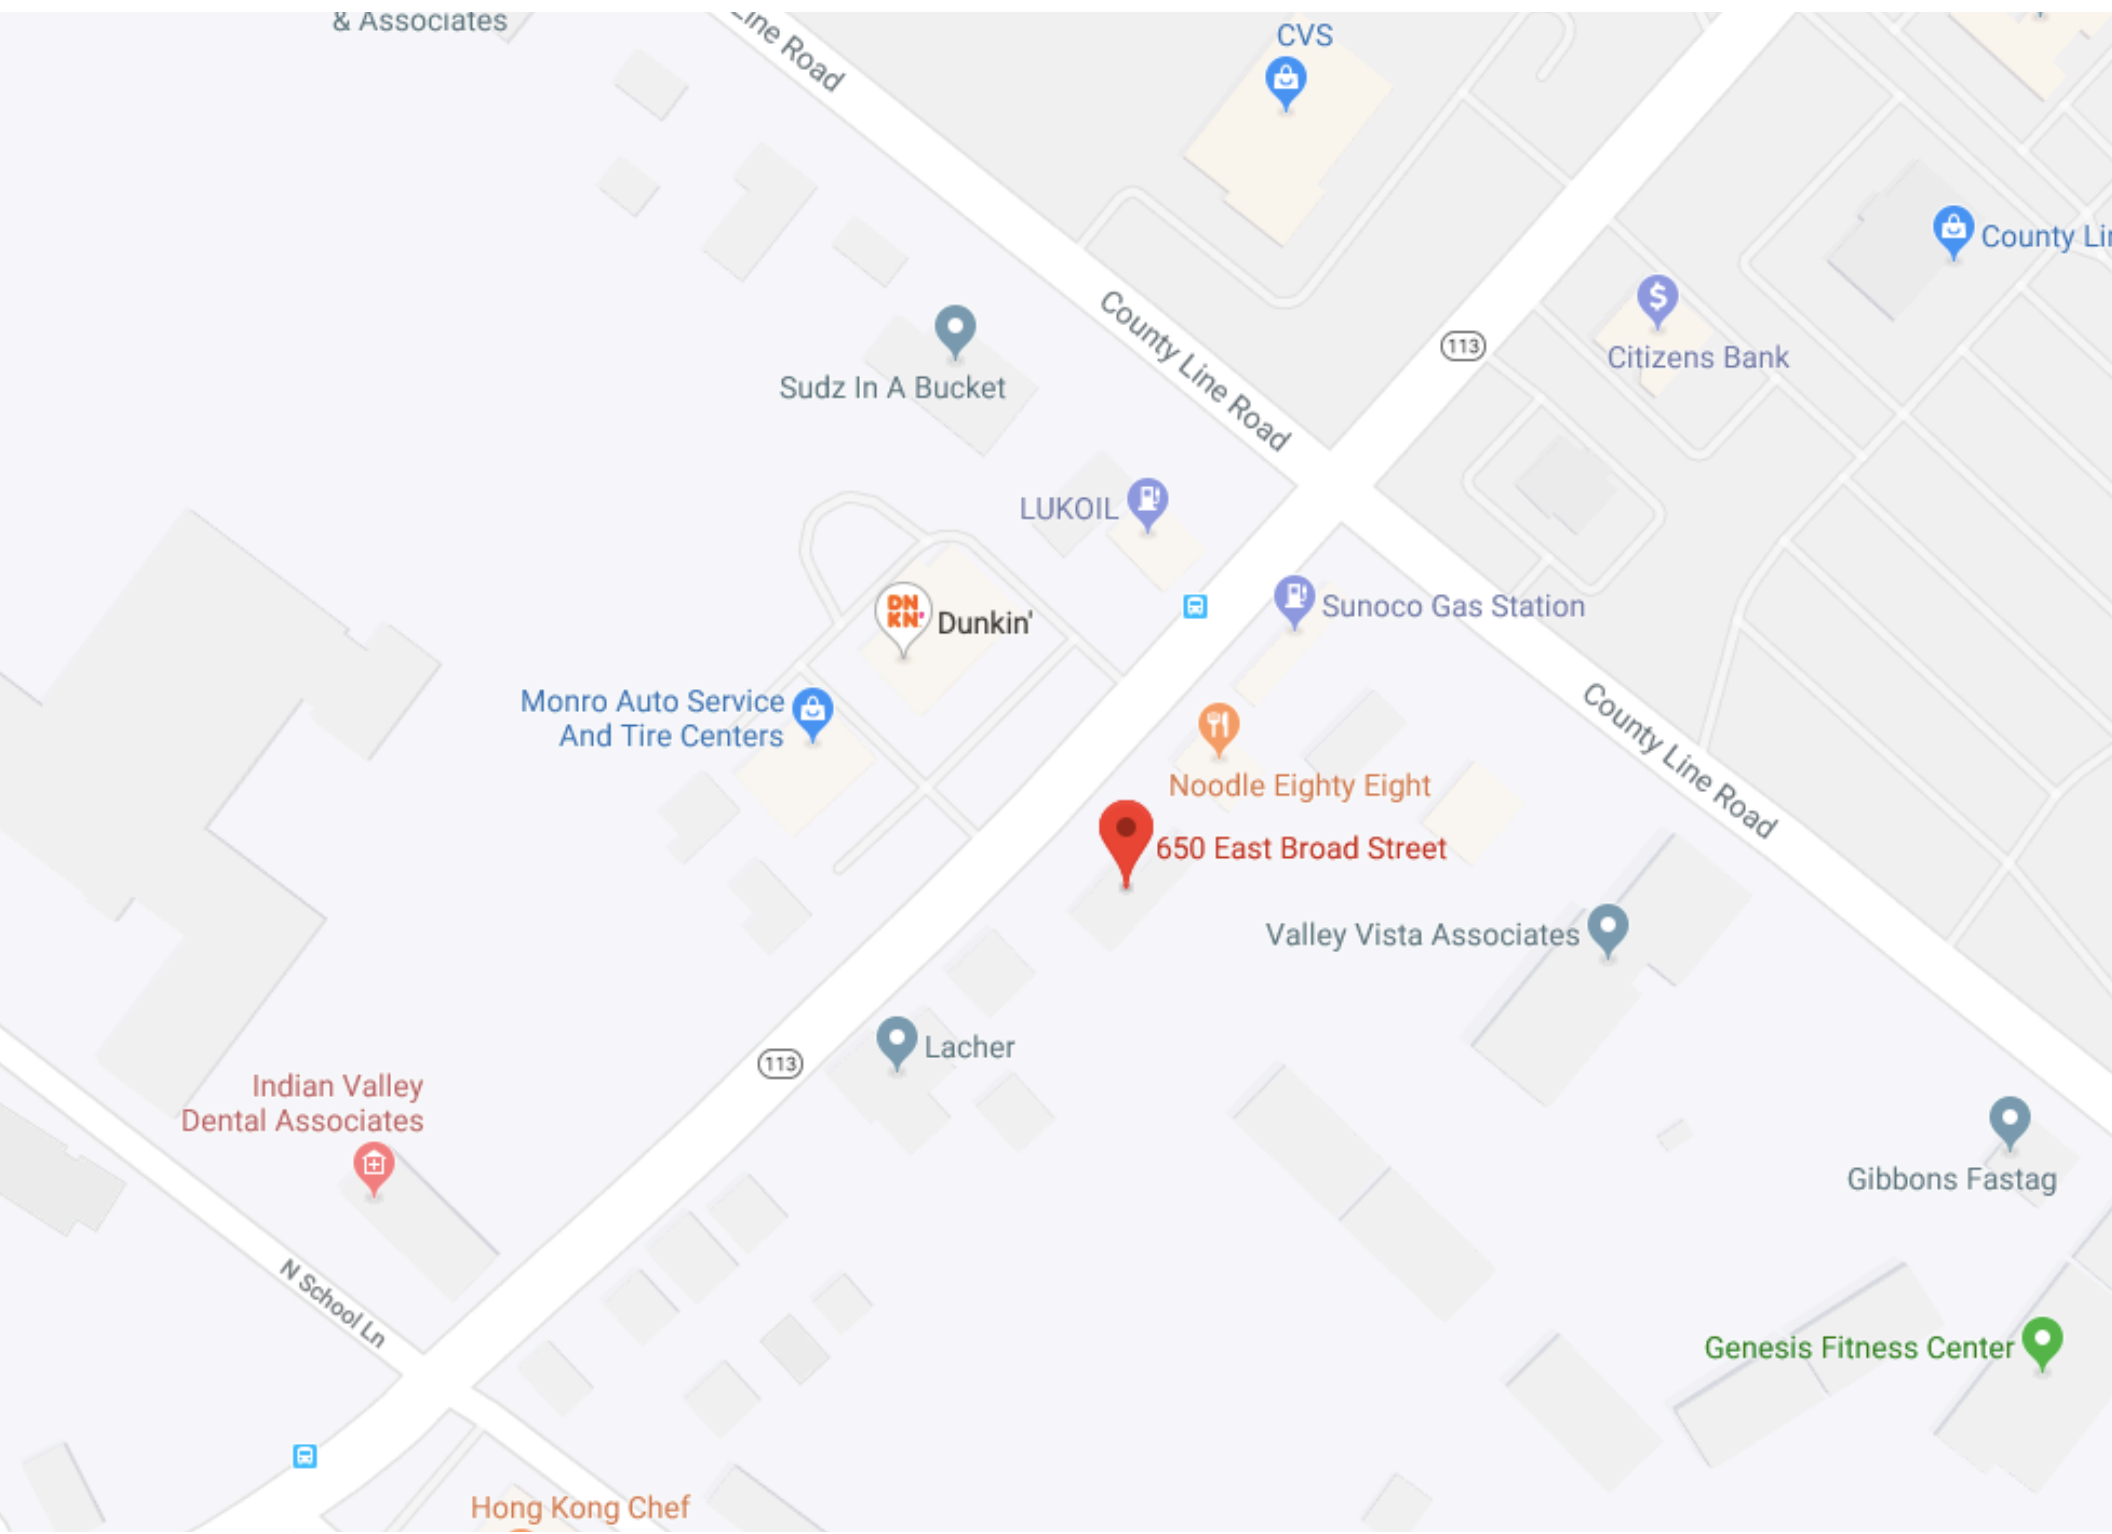 & Associates
Line Road
CVS
County Lin
County Line Road
113
Citizens Bank
Sudz In A Bucket
LUKOIL
DN
KN'
Dunkin'
Sunoco Gas Station
Monro Auto Service
And Tire Centers
County Line Road
Noodle Eighty Eight
650 East Broad Street
Valley Vista Associates
Lacher
113
Indian Valley
Dental Associates
Gibbons Fastag
N School Ln
Genesis Fitness Center
Hong Kong Chef